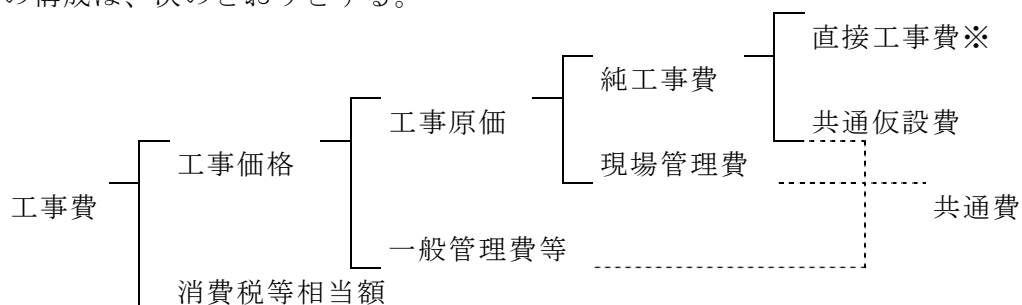 の構成は、次のとおりとする。
直接工事費※
純工事費
工事原価
共通仮設費
工事価格
現場管理費
工事費
共通費
一般管理費等
消費税等相当額